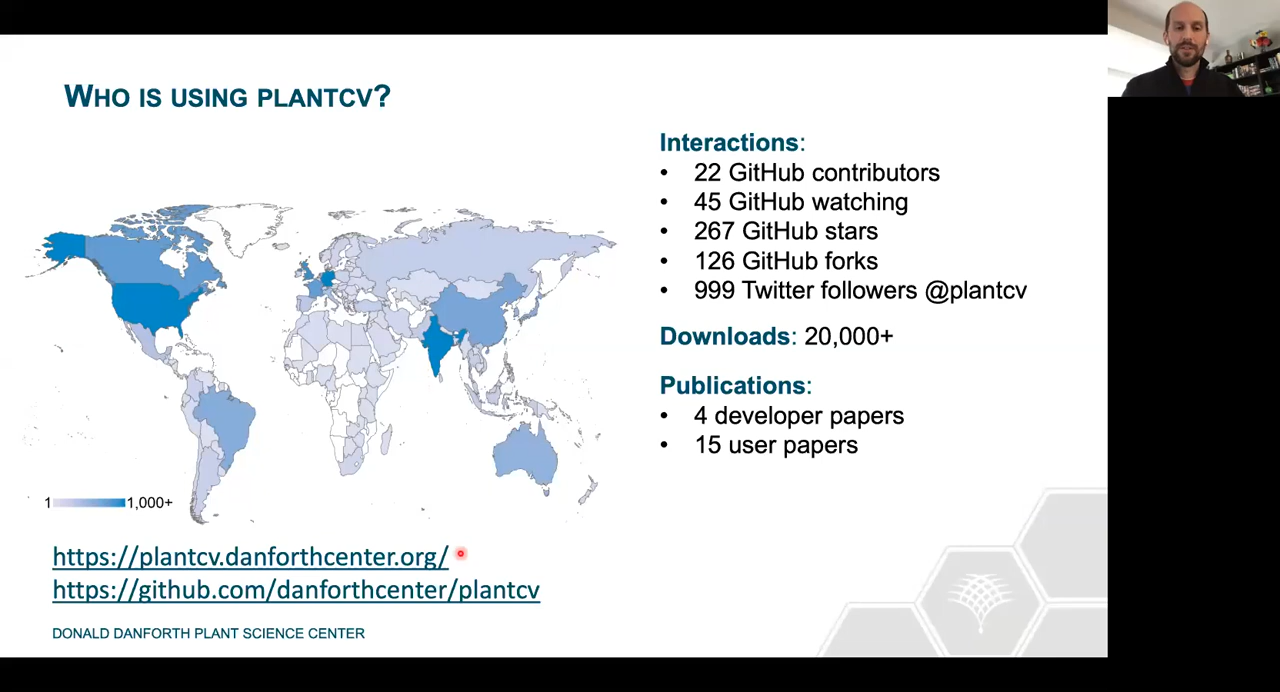 WHO IS USING PLANTCV?
Interactions:
• 22 GitHub contributors
• 45 GitHub watching
• 267 GitHub stars
• 126 GitHub forks
• 999 Twitter followers @plantcv
Downloads: 20,000+
Publications:
• 4 developer papers
• 15 user papers
1 1,000+
https://plantcv.danforthcenter.org/
https://github.com/danforthcenter/plantcv
DONALD DANFORTH PLANT SCIENCE CENTER